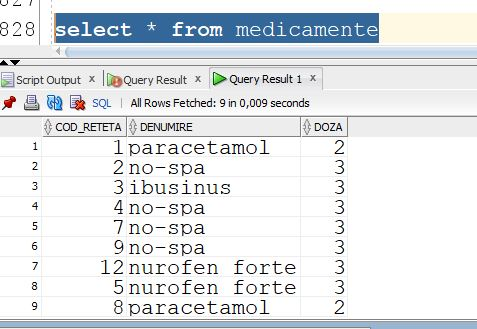 827
828 select * from medicamente
Script Output x Query Result x Query Result 1 x
SQL | All Rows Fetched: 9 in 0,009 seconds
COD_RETETA DENUMIRE DOZA
1 1 paracetamol 2
2 2 no-spa 3
3 3 ibusinus 3
4 4 no-spa 3
5 7 no-spa 3
6 9 no-spa 3
7 12 nurofen forte 3
8 5 nurofen forte 3
9 8 paracetamol 2